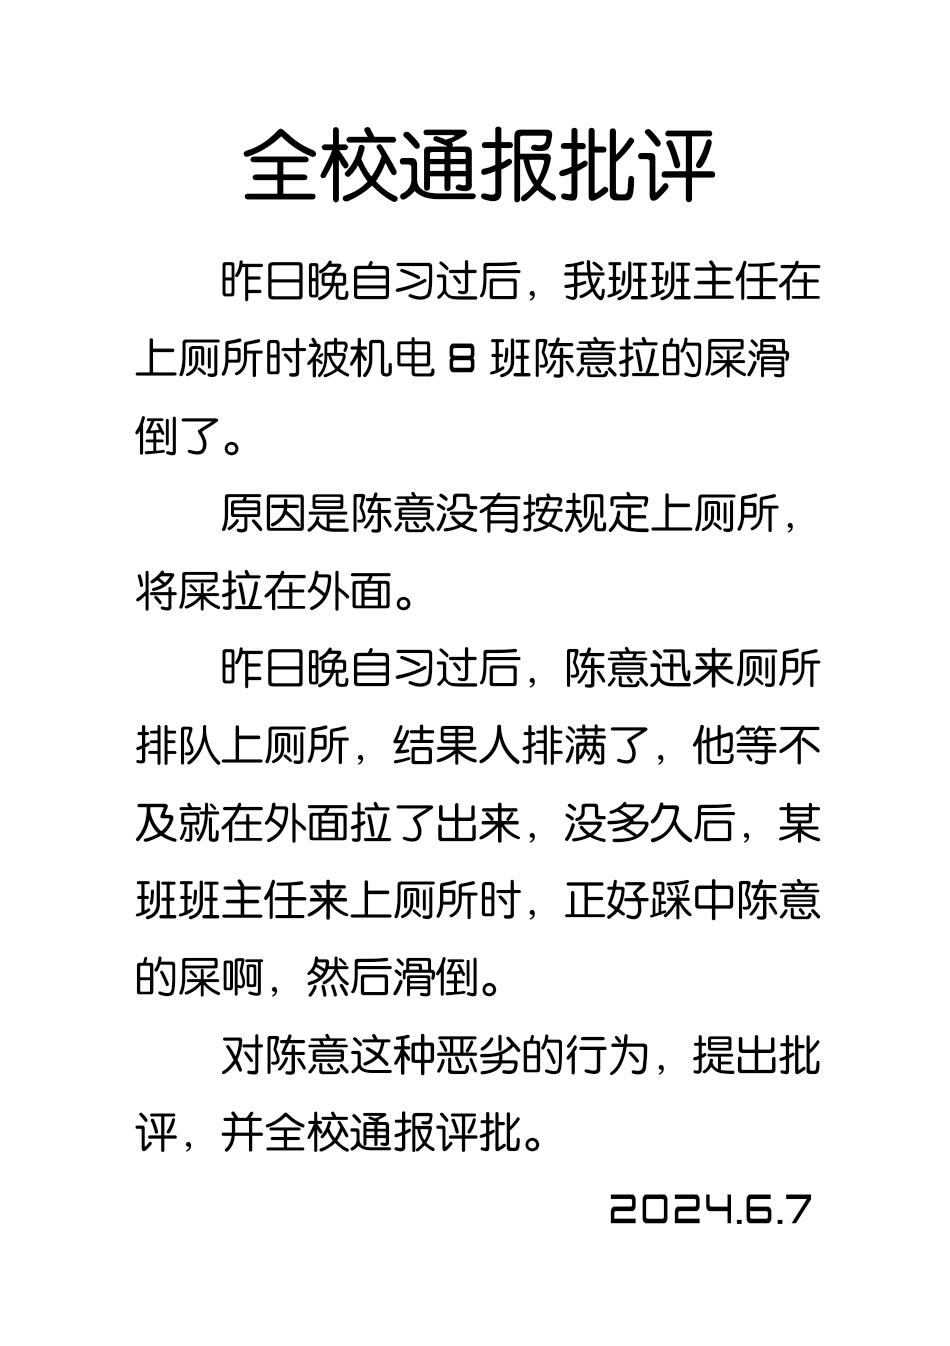 全校通报批评
昨日晚自习过后，我班班主任在
上厕所时被机电 8 班陈意拉的屎滑
倒了。
原因是陈意没有按规定上厕所，
将屎拉在外面。
昨日晚自习过后，陈意迅来厕所
排队上厕所，结果人排满了，他等不
及就在外面拉了出来，没多久后，某
班班主任来上厕所时，正好踩中陈意
的屎啊，然后滑倒。
对陈意这种恶劣的行为，提出批
评，并全校通报评批。
2024.6.7